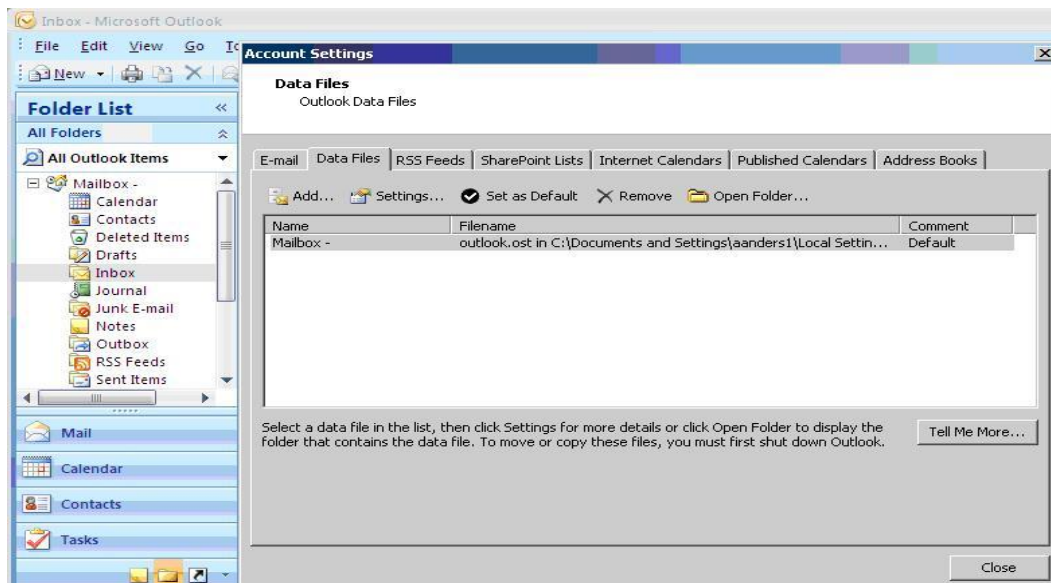 Inbox - Microsoft Outlook
File Edit View Go
New
Folder List
All Folders
All Outlook Items
Mailbox -
Calendar
Contacts
Deleted Items
Drafts
Inbox
Journal
Junk E-mail
Notes
Outbox
RSS Feeds
Sent Items
Mail
Calendar
Contacts
Tasks
Account Settings
Data Files
Outlook Data Files
E-mail Data Files RSS Feeds SharePoint Lists Internet Calendars Published Calendars Address Books
Add... Settings... Set as Default Remove Open Folder...
Name Filename Comment
Mailbox - outlook.ost in C:\Documents and Settings\aanders1\Local Settin... Default
Select a data file in the list, then click Settings for more details or click Open Folder to display the
folder that contains the data file. To move or copy these files, you must first shut down Outlook.
Tell Me More...
Close